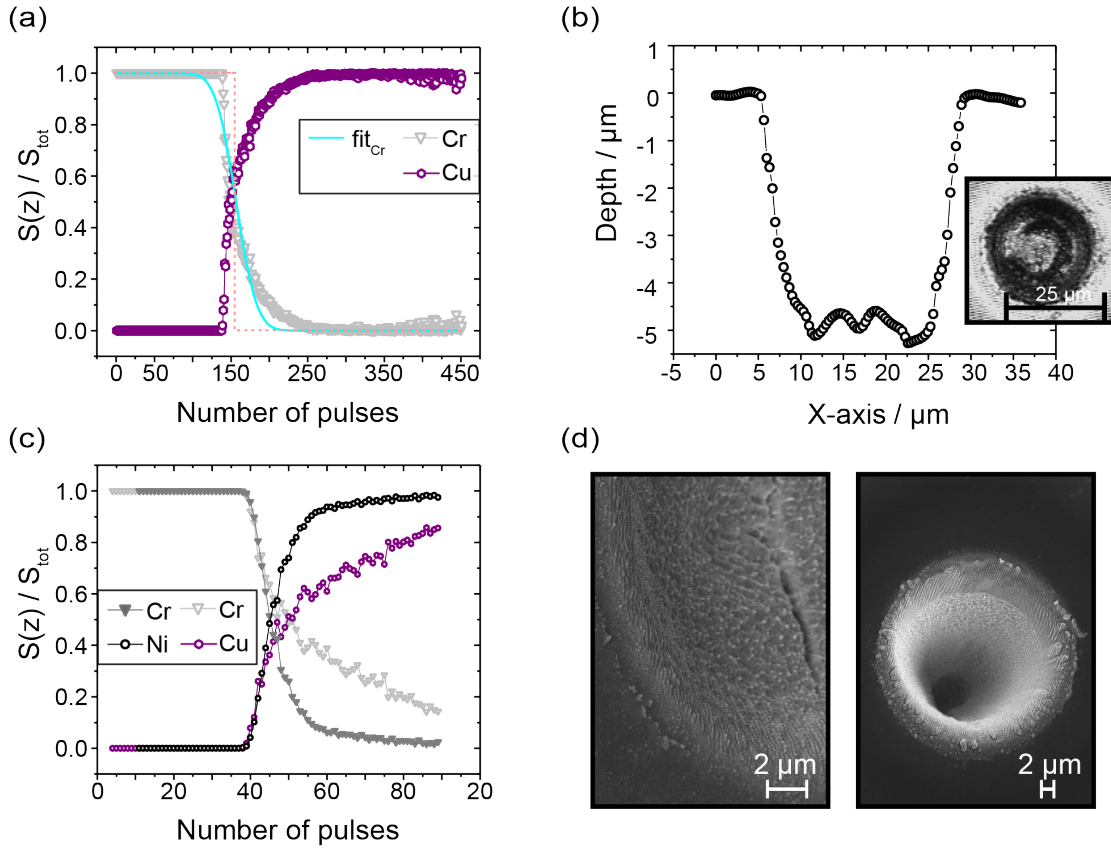 (a)
S(z) / S_tot
1.0
0.8
0.6
0.4
0.2
0.0
fit_Cr
Cr
Cu
0 50 150 250 350 450
Number of pulses
(b)
Depth / µm
1
0
-1
-2
-3
-4
-5
25 µm
-5 0 5 10 15 20 25 30 35 40
X-axis / µm
(c)
S(z) / S_tot
1.0
0.8
0.6
0.4
0.2
0.0
Cr Cr
Ni Cu
0 20 40 60 80 20
Number of pulses
(d)
2 µm
2 µm